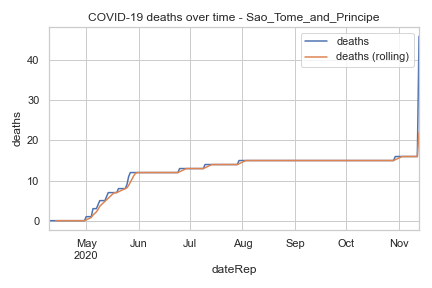 COVID-19 deaths over time - Sao_Tome_and_Principe
deaths
deaths (rolling)
deaths
40
30
20
10
0
May Jun Jul Aug Sep Oct Nov
2020
dateRep